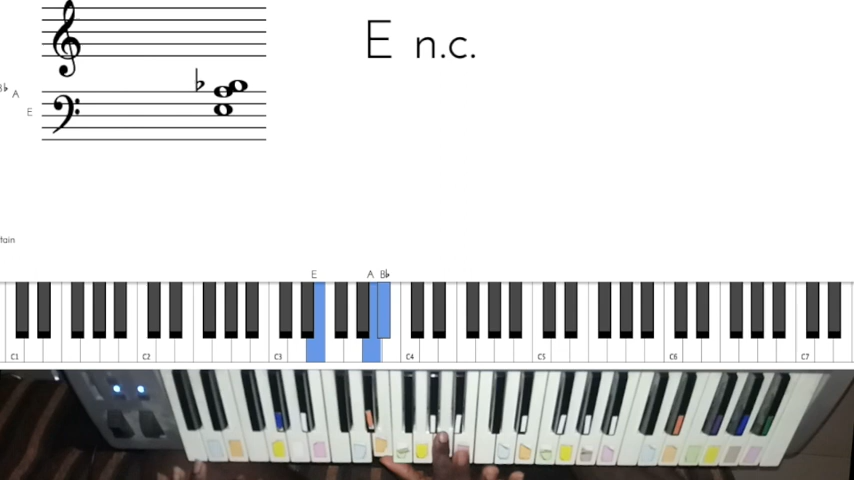 E n.c.
B♭ A
E
tain
E A B♭
C1 C2 C3 C4 C5 C6 C7